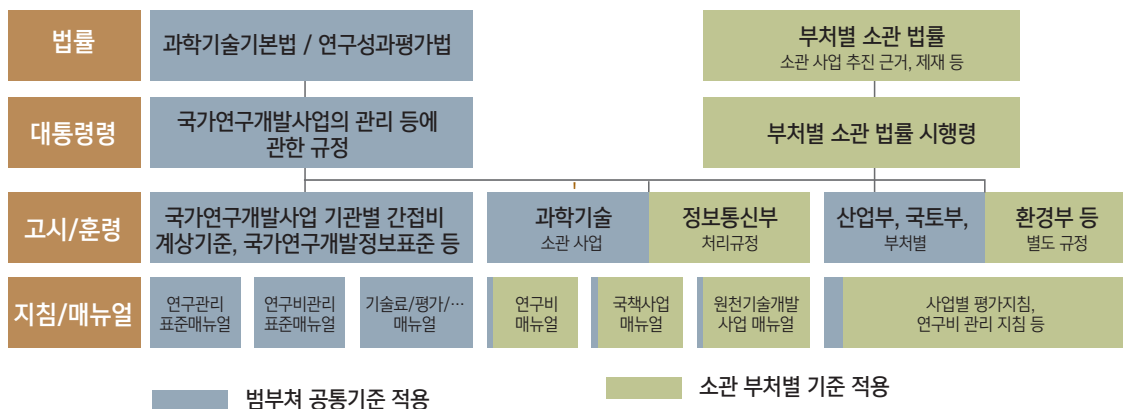 법률
과학기술기본법 / 연구성과평가법
부처별 소관 법률
소관 사업 추진 근거, 제재 등
대통령령
국가연구개발사업의 관리 등에
관한 규정
부처별 소관 법률 시행령
고시/훈령
국가연구개발사업 기관별 간접비
계상기준, 국가연구개발정보표준 등
과학기술
소관 사업
정보통신부
처리규정
산업부, 국토부,
부처별
환경부 등
별도 규정
지침/매뉴얼
연구관리
표준매뉴얼
연구비관리
표준매뉴얼
기술료/평가/⋯
매뉴얼
연구비
매뉴얼
국책사업
매뉴얼
원천기술개발
사업 매뉴얼
사업별 평가지침,
연구비 관리 지침 등
범부쳐 공통기준 적용
소관 부처별 기준 적용